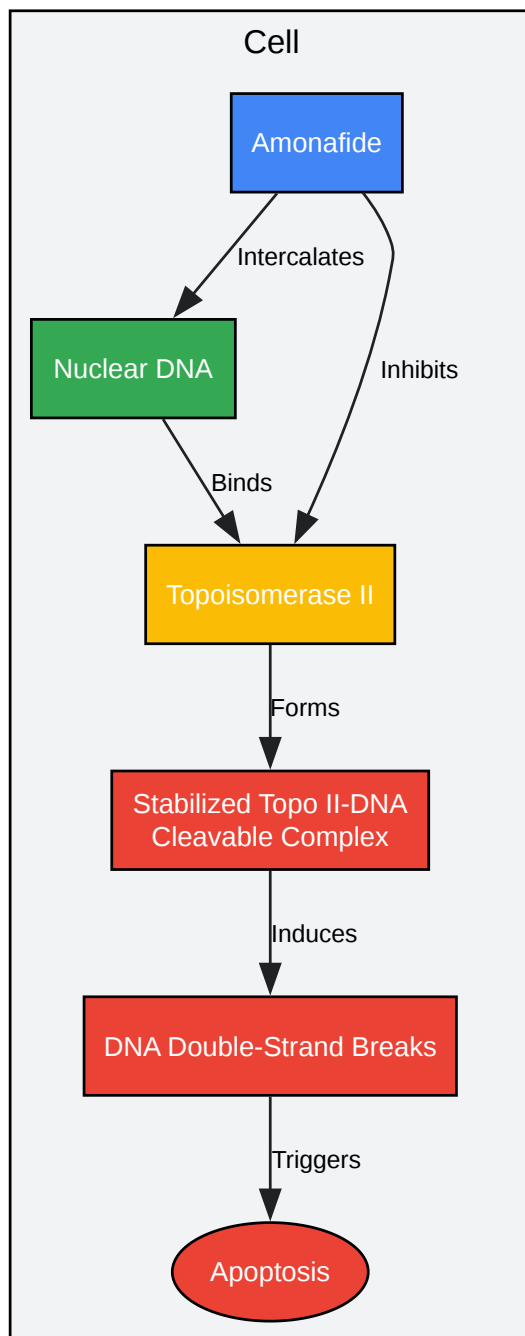 Cell
Amonafide
Intercalates
Nuclear DNA
Inhibits
Binds
Topoisomerase II
Forms
Stabilized Topo II-DNA
Cleavable Complex
Induces
DNA Double-Strand Breaks
Triggers
Apoptosis